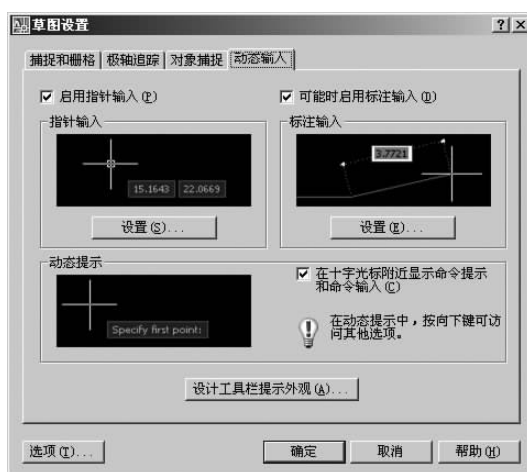 草图设置
捕捉和栅格 极轴追踪 对象捕捉 动态输入
启用指针输入(P)
可能时启用标注输入(D)
指针输入
标注输入
15.1643 22.0669
3.7721
设置(S)...
设置(E)...
动态提示
在十字光标附近显示命令提示
和命令输入(C)
Specify first point:
在动态提示中，按向下键可访
问其他选项。
设计工具栏提示外观(A)...
选项(T)...
确定
取消
帮助(H)